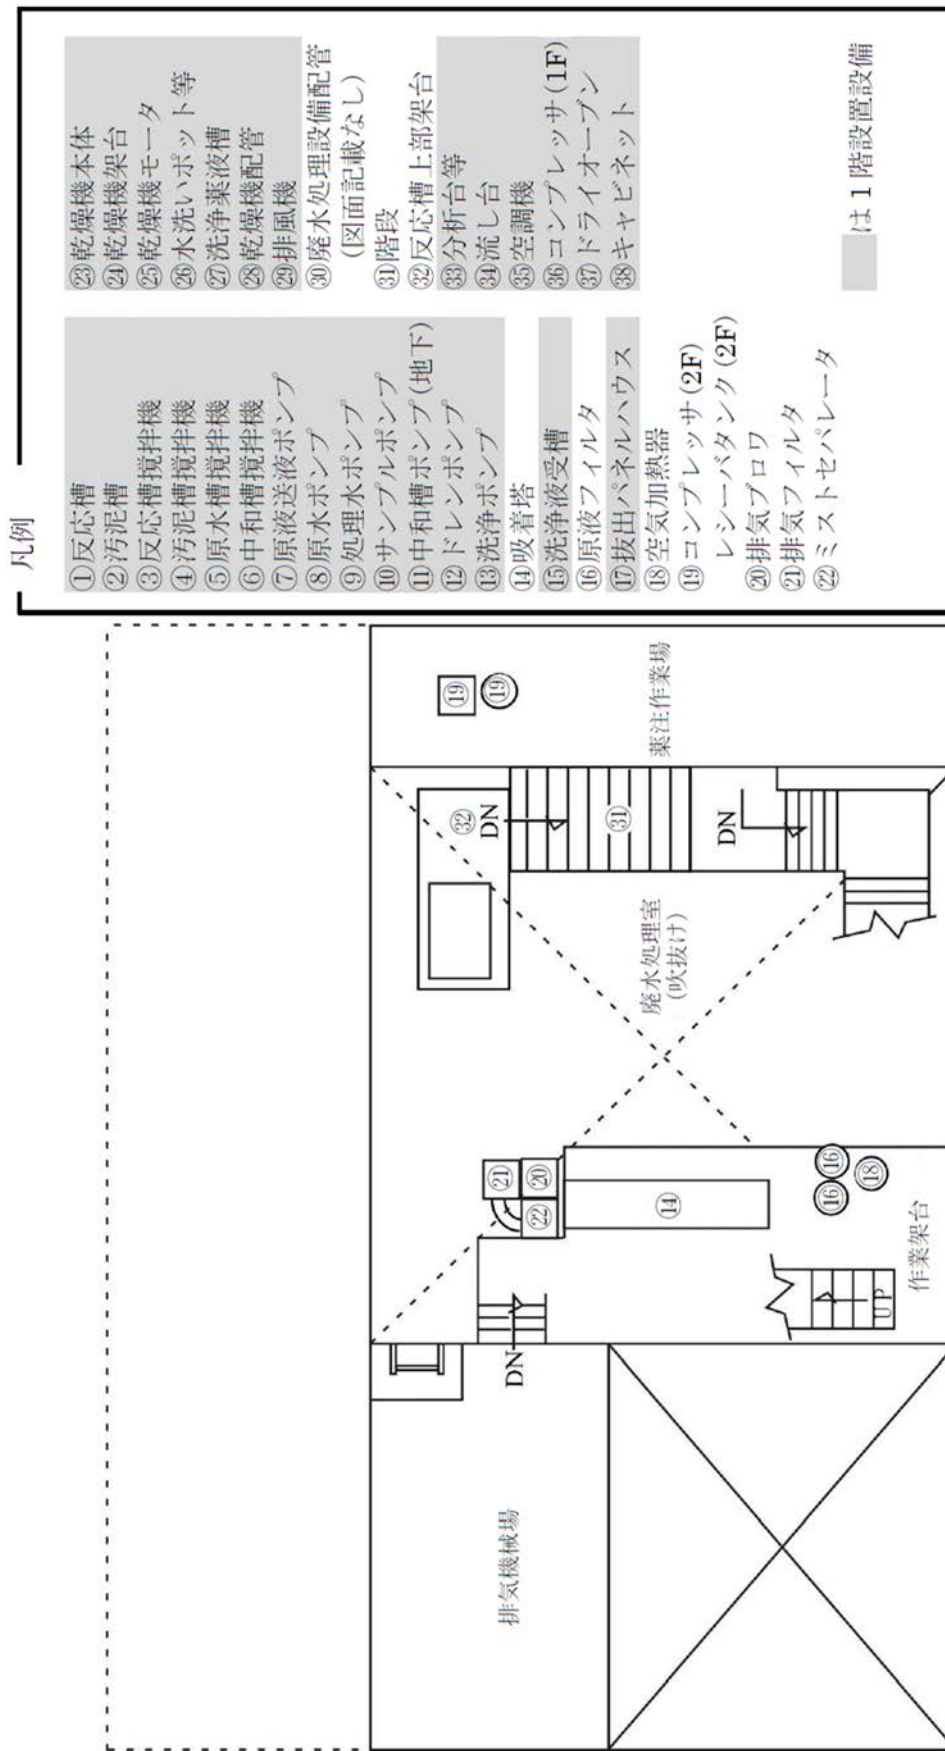 凡例
①反応槽
②汚泥槽
③反応槽撹拌機
④汚泥槽撹拌機
⑤原水槽撹拌機
⑥中和槽撹拌機
⑦原液送液ポンプ
⑧原水ポンプ
⑨処理水ポンプ
⑩サンプルポンプ
⑪中和槽ポンプ(地下)
⑫ドレンポンプ
⑬洗浄ポンプ
⑭吸着塔
⑮洗浄液受槽
⑯原液フィルタ
⑰抜出パネルハウス
⑱空気加熱器
⑲コンプレッサ(2F)
レシーバタンク(2F)
⑳排気ブロワ
㉑排気フィルタ
㉒ミストセパレータ
㉓乾燥機本体
㉔乾燥機架台
㉕乾燥機モータ
㉖水洗いポット等
㉗洗浄薬液槽
㉘乾燥機配管
㉙排風機
㉚廃水処理設備配管
(図面記載なし)
㉛階段
㉜反応槽上部架台
㉝分析台等
㉞流し台
㉟空調機
㊱コンプレッサ(1F)
㊲ドライオーブン
㊳キャビネット
は1階設置設備
排気機械場
DN
㉑
㉒
⑳
⑭
⑯
⑯
⑱
UP
作業架台
廃水処理室
(吹抜け)
㉜
DN
㉛
DN
⑲
⑲
薬注作業場